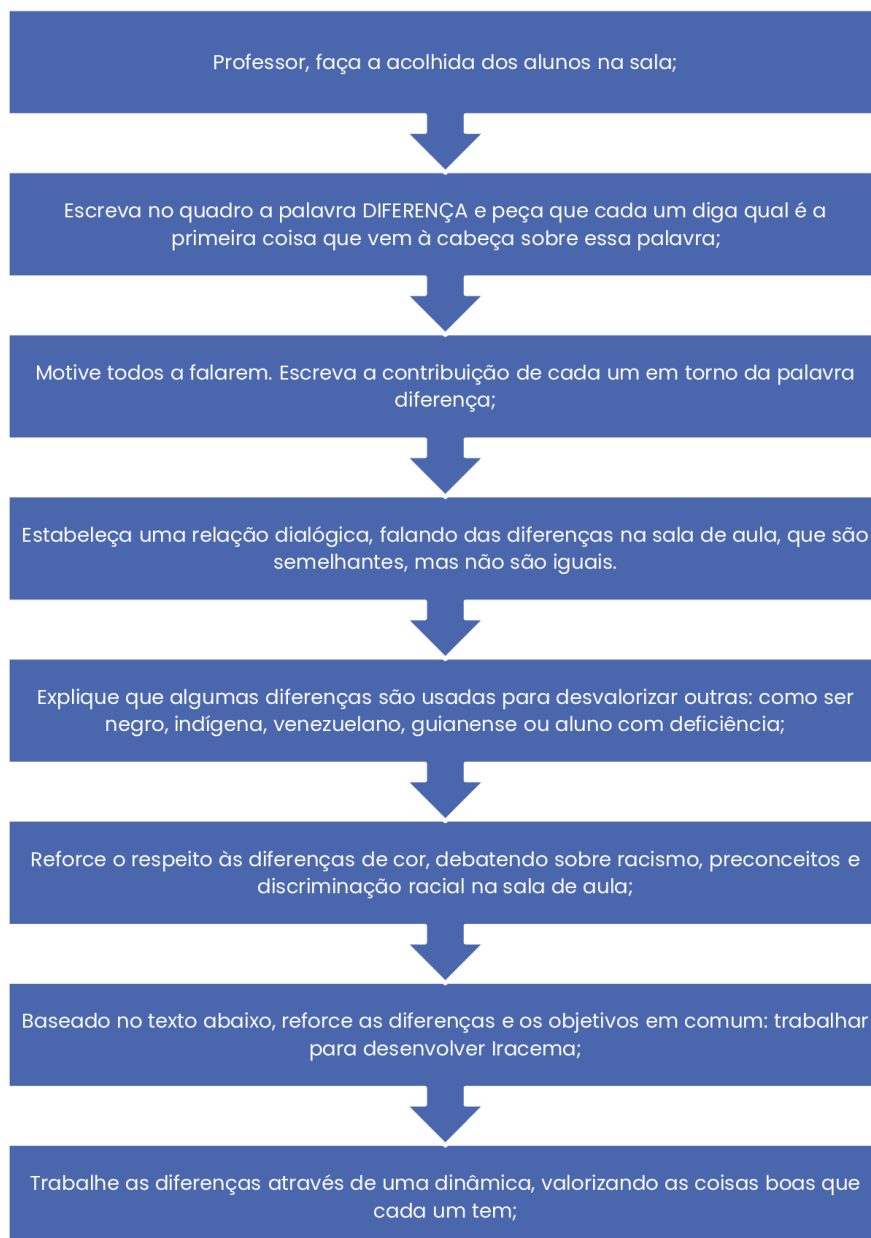 Professor, faça a acolhida dos alunos na sala;
Escreva no quadro a palavra DIFERENÇA e peça que cada um diga qual é a
primeira coisa que vem à cabeça sobre essa palavra;
Motive todos a falarem. Escreva a contribuição de cada um em torno da palavra
diferença;
Estabeleça uma relação dialógica, falando das diferenças na sala de aula, que são
semelhantes, mas não são iguais.
Explique que algumas diferenças são usadas para desvalorizar outras: como ser
negro, indígena, venezuelano, guianense ou aluno com deficiência;
Reforce o respeito às diferenças de cor, debatendo sobre racismo, preconceitos e
discriminação racial na sala de aula;
Baseado no texto abaixo, reforce as diferenças e os objetivos em comum: trabalhar
para desenvolver Iracema;
Trabalhe as diferenças através de uma dinâmica, valorizando as coisas boas que
cada um tem;